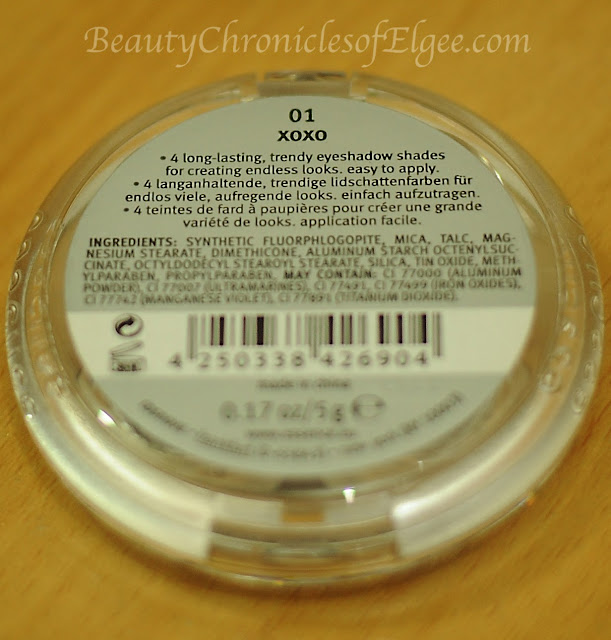 BeautyChroniclesofElgee.com
01
XOXO
• 4 long-lasting, trendy eyeshadow shades
for creating endless looks. easy to apply.
• 4 langanhaltende, trendige lidschattenfarben für
endlos viele, aufregende looks. einfach aufzutragen.
• 4 teintes de fard à paupières pour créer une grande
variété de looks. application facile.
INGREDIENTS: SYNTHETIC FLUORPHLOGOPITE, MICA, TALC, MAG-
NESIUM STEARATE, DIMETHICONE, ALUMINUM STARCH OCTENYLSUC-
CINATE, OCTYLDODECYL STEAROYL STEARATE, SILICA, TIN OXIDE, METH-
YLPARABEN, PROPYLPARABEN. MAY CONTAIN: CI 77000 (ALUMINUM
POWDER), CI 77007 (ULTRAMARINES), CI 77491, CI 77499 (IRON OXIDES),
CI 77742 (MANGANESE VIOLET), CI 77891 (TITANIUM DIOXIDE).
4 250338 426904
made in china
0.17 oz/5g e